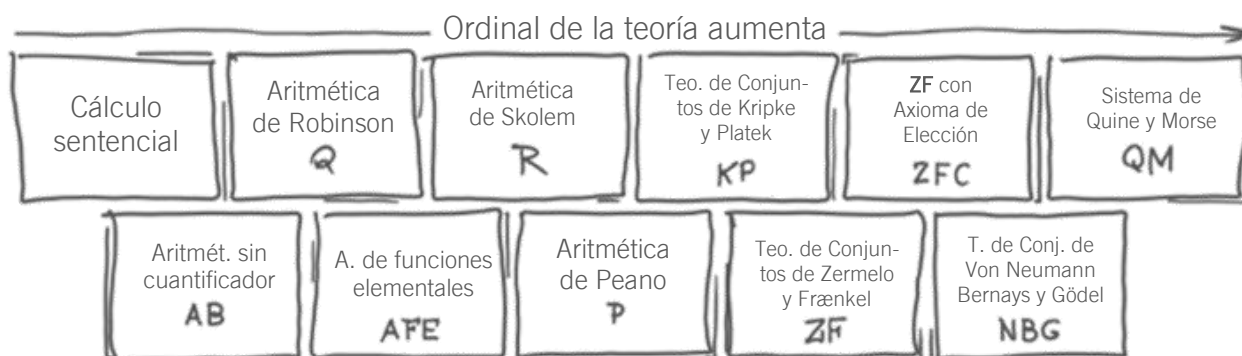 Ordinal de la teoría aumenta
Cálculo
sentencial
Aritmética
de Robinson
Q
Aritmética
de Skolem
R
Teo. de Conjun-
tos de Kripke
y Platek
KP
ZF con
Axioma de
Elección
ZFC
Sistema de
Quine y Morse
QM
Aritmét. sin
cuantificador
AB
A. de funciones
elementales
AFE
Aritmética
de Peano
P
Teo. de Conjun-
tos de Zermelo
y Frænkel
ZF
T. de Conj. de
Von Neumann
Bernays y Gödel
NBG